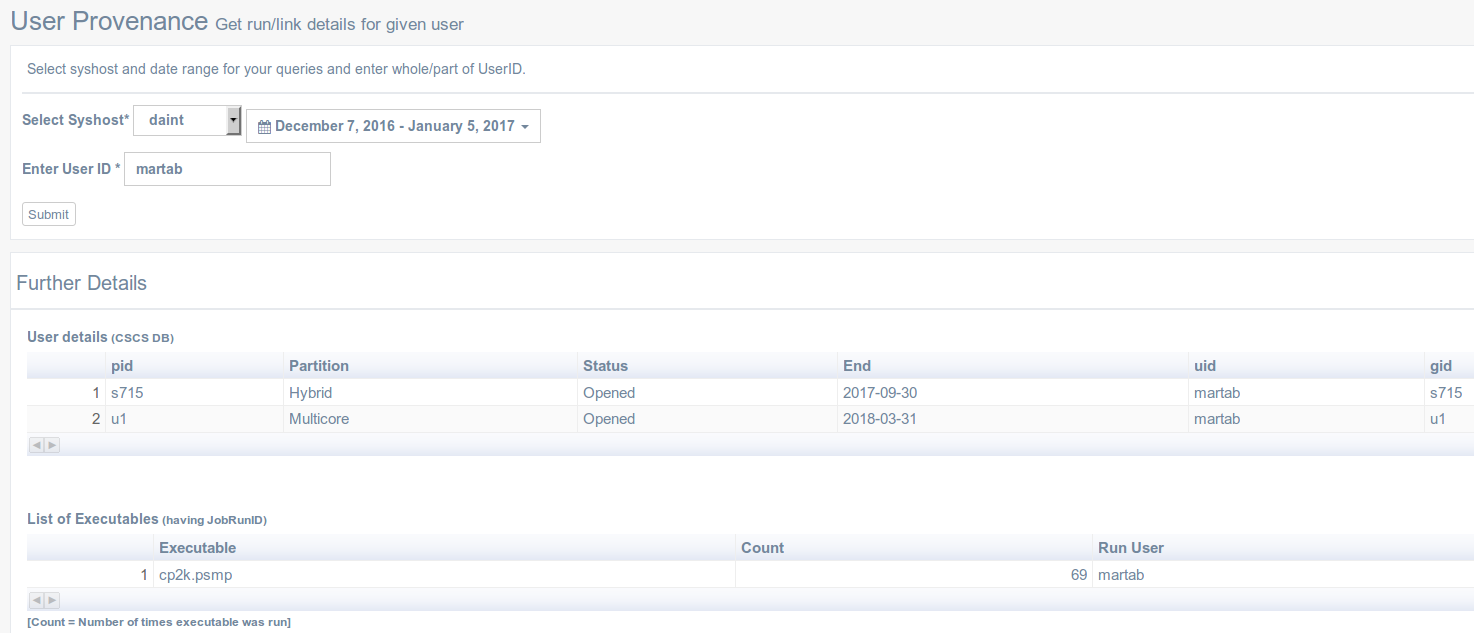 User Provenance Get run/link details for given user
Select syshost and date range for your queries and enter whole/part of UserID.
Select Syshost* daint December 7, 2016 - January 5, 2017
Enter User ID * martab
Submit
Further Details
User details (CSCS DB)
pid Partition Status End uid gid
1 s715 Hybrid Opened 2017-09-30 martab s715
2 u1 Multicore Opened 2018-03-31 martab u1
List of Executables (having JobRunID)
Executable Count Run User
1 cp2k.psmp 69 martab
[Count = Number of times executable was run]